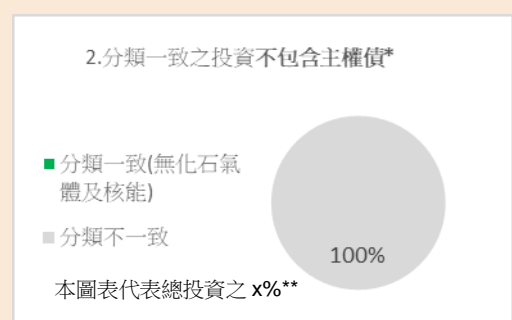 2.分類一致之投資不包含主權債*
分類一致(無化石氣
體及核能)
分類不一致
100%
本圖表代表總投資之 x%**